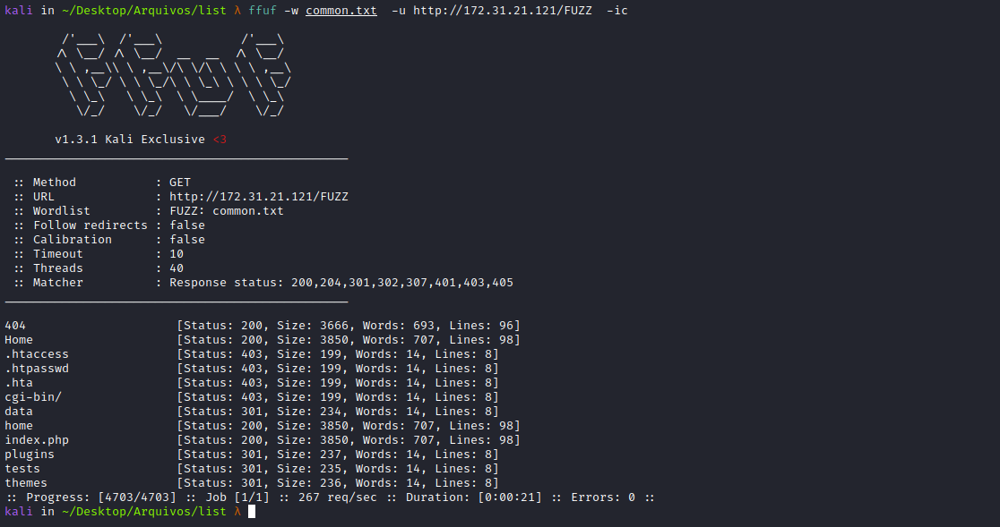 kali in ~/Desktop/Arquivos/list λ ffuf -w common.txt  -u http://172.31.21.121/FUZZ  -ic

        /'___\  /'___\           /'___\
       /\ \__/ /\ \__/  __  __  /\ \__/
       \ \ ,__\\ \ ,__\/\ \/\ \ \ \ ,__\
        \ \ \_/ \ \ \_/\ \ \_\ \ \ \ \_/
         \ \_\   \ \_\  \ \____/  \ \_\
          \/_/    \/_/   \/___/    \/_/

       v1.3.1 Kali Exclusive <3
________________________________________________

 :: Method           : GET
 :: URL              : http://172.31.21.121/FUZZ
 :: Wordlist         : FUZZ: common.txt
 :: Follow redirects : false
 :: Calibration      : false
 :: Timeout          : 10
 :: Threads          : 40
 :: Matcher          : Response status: 200,204,301,302,307,401,403,405
________________________________________________

404                     [Status: 200, Size: 3666, Words: 693, Lines: 96]
Home                    [Status: 200, Size: 3850, Words: 707, Lines: 98]
.htaccess               [Status: 403, Size: 199, Words: 14, Lines: 8]
.htpasswd               [Status: 403, Size: 199, Words: 14, Lines: 8]
.hta                    [Status: 403, Size: 199, Words: 14, Lines: 8]
cgi-bin/                [Status: 403, Size: 199, Words: 14, Lines: 8]
data                    [Status: 301, Size: 234, Words: 14, Lines: 8]
home                    [Status: 200, Size: 3850, Words: 707, Lines: 98]
index.php               [Status: 200, Size: 3850, Words: 707, Lines: 98]
plugins                 [Status: 301, Size: 237, Words: 14, Lines: 8]
tests                   [Status: 301, Size: 235, Words: 14, Lines: 8]
themes                  [Status: 301, Size: 236, Words: 14, Lines: 8]
:: Progress: [4703/4703] :: Job [1/1] :: 267 req/sec :: Duration: [0:00:21] :: Errors: 0 ::
kali in ~/Desktop/Arquivos/list λ